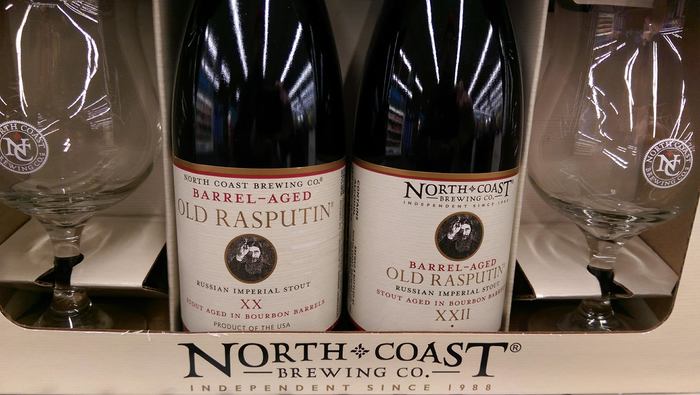 NORTH COAST
NC
NORTH COAST BREWING CO.®
BARREL-AGED
OLD RASPUTIN®
RUSSIAN IMPERIAL STOUT
XX
STOUT AGED IN BOURBON BARRELS
PRODUCT OF THE USA
NORTH COAST
BREWING CO.
INDEPENDENT SINCE 1988
BARREL-AGED
OLD RASPUTIN
RUSSIAN IMPERIAL STOUT
STOUT AGED IN BOURBON BARRELS
XXII
NC
NORTH COAST®
BREWING CO.
INDEPENDENT SINCE 1988